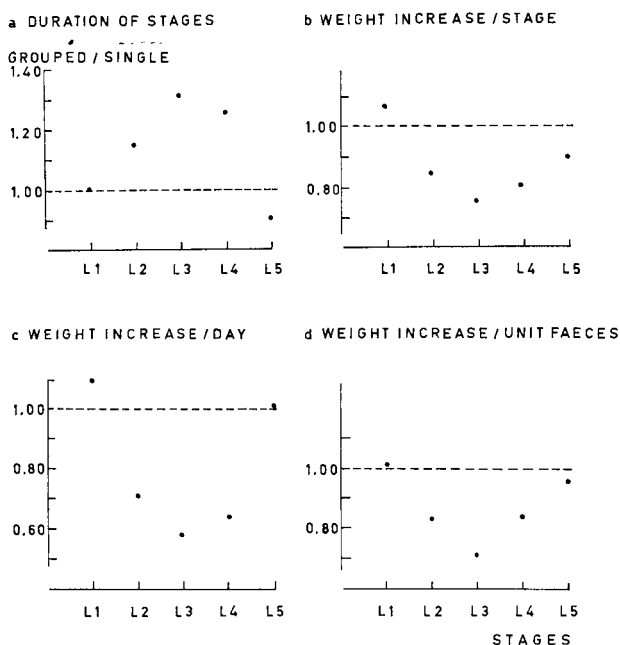 a DURATION OF STAGES
GROUPED / SINGLE
1.40
1.20
1.00
L1 L2 L3 L4 L5
b WEIGHT INCREASE / STAGE
1.00
0.80
L1 L2 L3 L4 L5
c WEIGHT INCREASE / DAY
1.00
0.80
0.60
L1 L2 L3 L4 L5
d WEIGHT INCREASE / UNIT FAECES
1.00
0.80
L1 L2 L3 L4 L5
STAGES